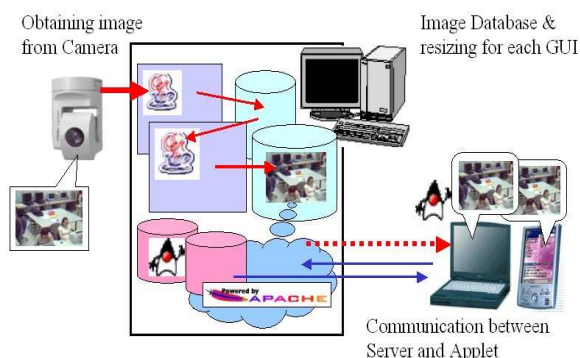 Obtaining image
from Camera
Image Database &
resizing for each GUI
Powered by
APACHE
Communication between
Server and Applet